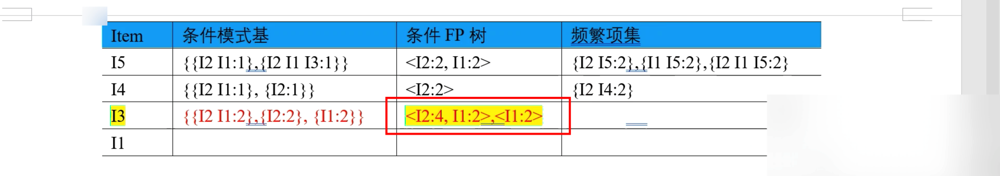 Item 条件模式基 条件 FP 树 频繁项集
I5 {{I2 I1:1},{I2 I1 I3:1}} <I2:2, I1:2> {I2 I5:2},{I1 I5:2},{I2 I1 I5:2}
I4 {{I2 I1:1}, {I2:1}} <I2:2> {I2 I4:2}
I3 {{I2 I1:2},{I2:2}, {I1:2}} <I2:4, I1:2>,<I1:2>
I1